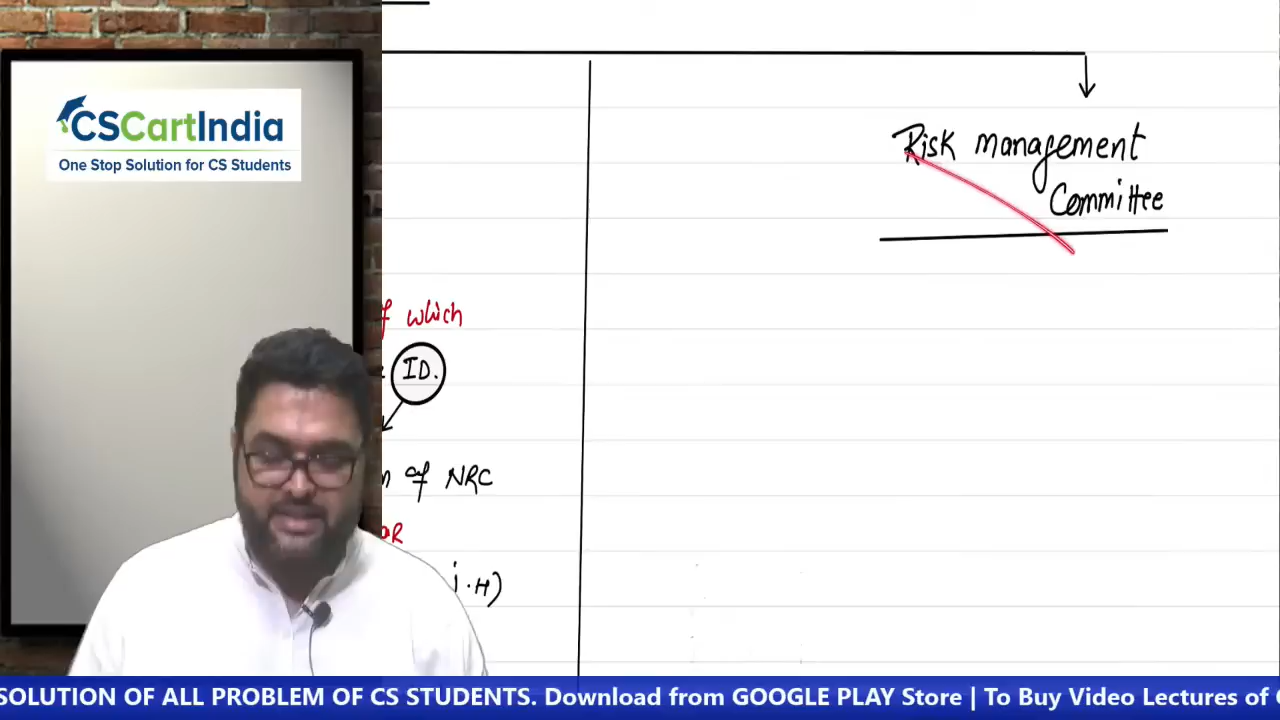 CSCartIndia
One Stop Solution for CS Students
Risk management
Committee
which
ID.
of NRC
OR
SOLUTION OF ALL PROBLEM OF CS STUDENTS. Download from GOOGLE PLAY Store | To Buy Video Lectures of